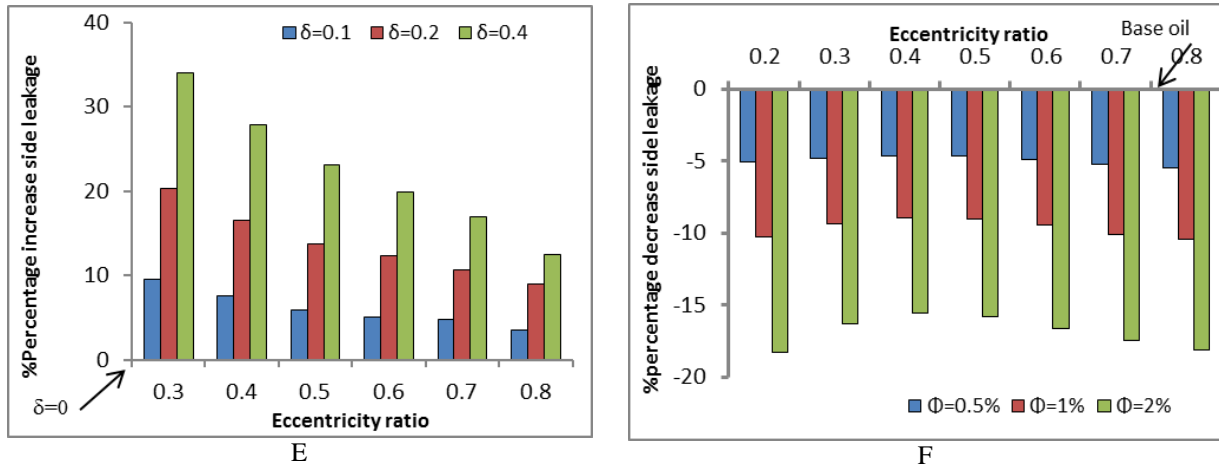 40
30
20
10
0
%Percentage increase side leakage
δ=0.1 δ=0.2 δ=0.4
0.3 0.4 0.5 0.6 0.7 0.8
Eccentricity ratio
δ=0
E
Base oil
Eccentricity ratio
0.2 0.3 0.4 0.5 0.6 0.7 0.8
0
-5
-10
-15
-20
%percentage decrease side leakage
Φ=0.5% Φ=1% Φ=2%
F